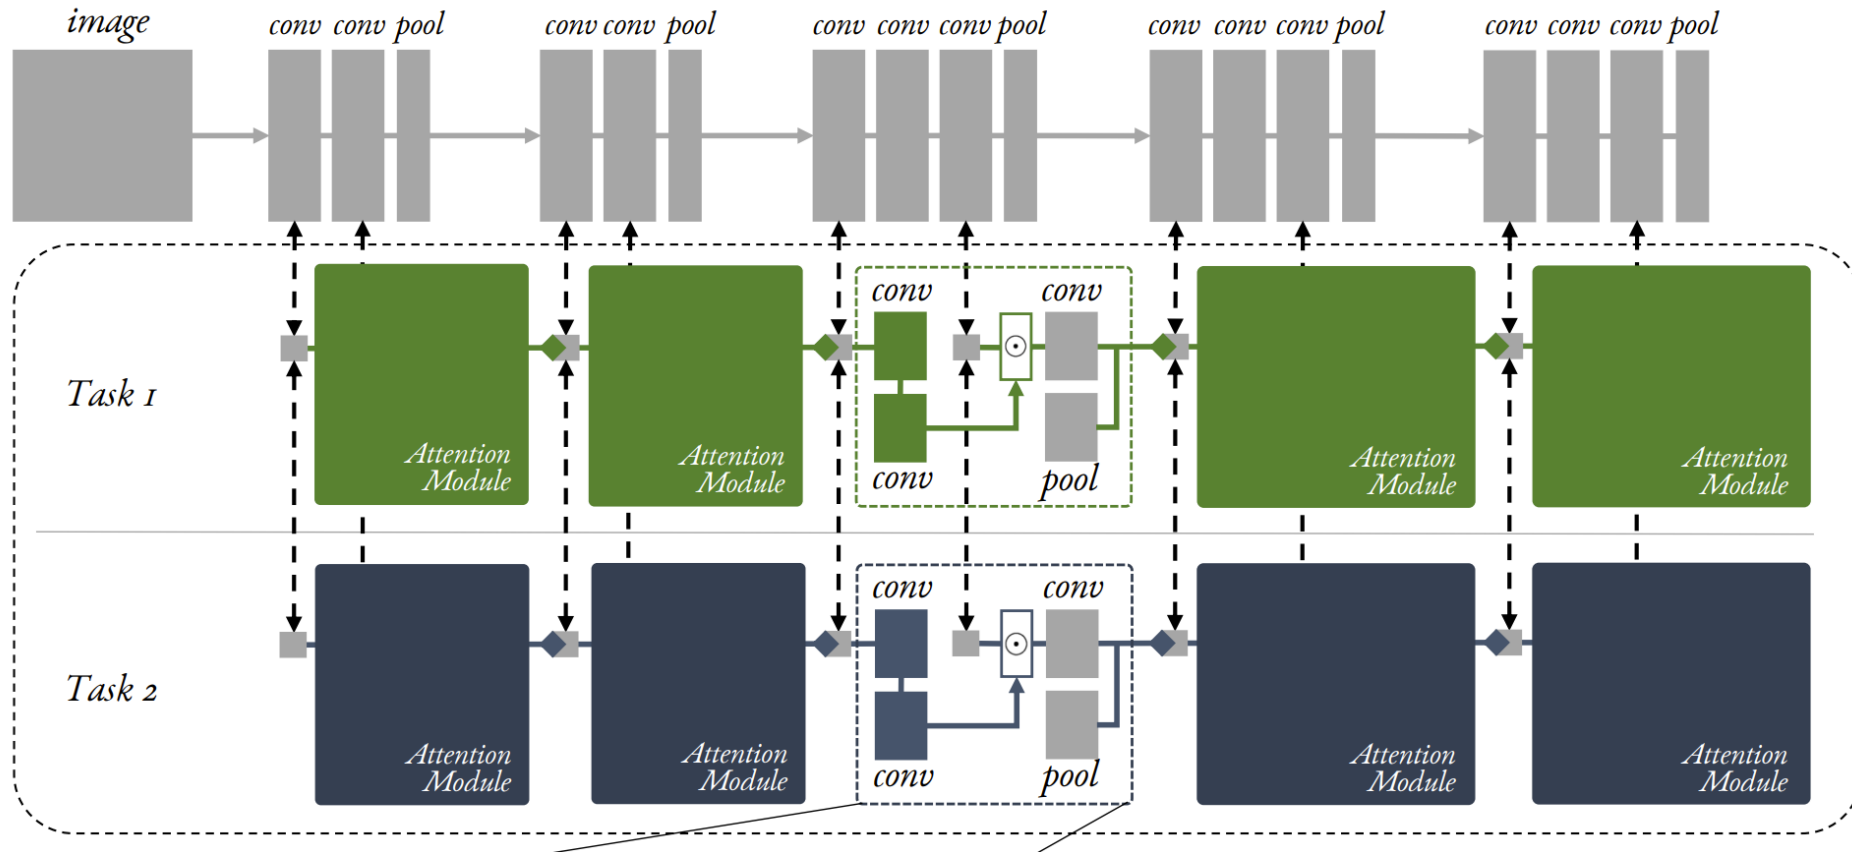 image
conv conv pool
conv conv pool
conv conv conv pool
conv conv conv pool
conv conv conv pool
Task 1
Attention
Module
Attention
Module
conv
conv
conv
pool
Attention
Module
Attention
Module
Task 2
Attention
Module
Attention
Module
conv
conv
conv
pool
Attention
Module
Attention
Module